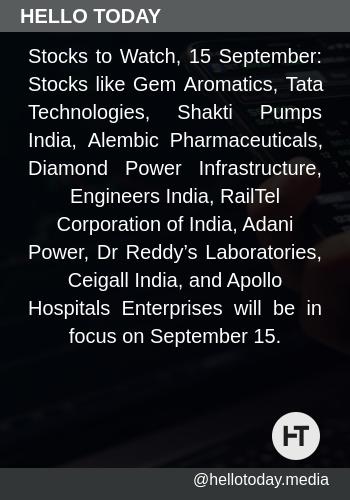 HELLO TODAY
Stocks to Watch, 15 September:
Stocks like Gem Aromatics, Tata
Technologies, Shakti Pumps
India, Alembic Pharmaceuticals,
Diamond Power Infrastructure,
Engineers India, RailTel
Corporation of India, Adani
Power, Dr Reddy’s Laboratories,
Ceigall India, and Apollo
Hospitals Enterprises will be in
focus on September 15.
HT
@hellotoday.media